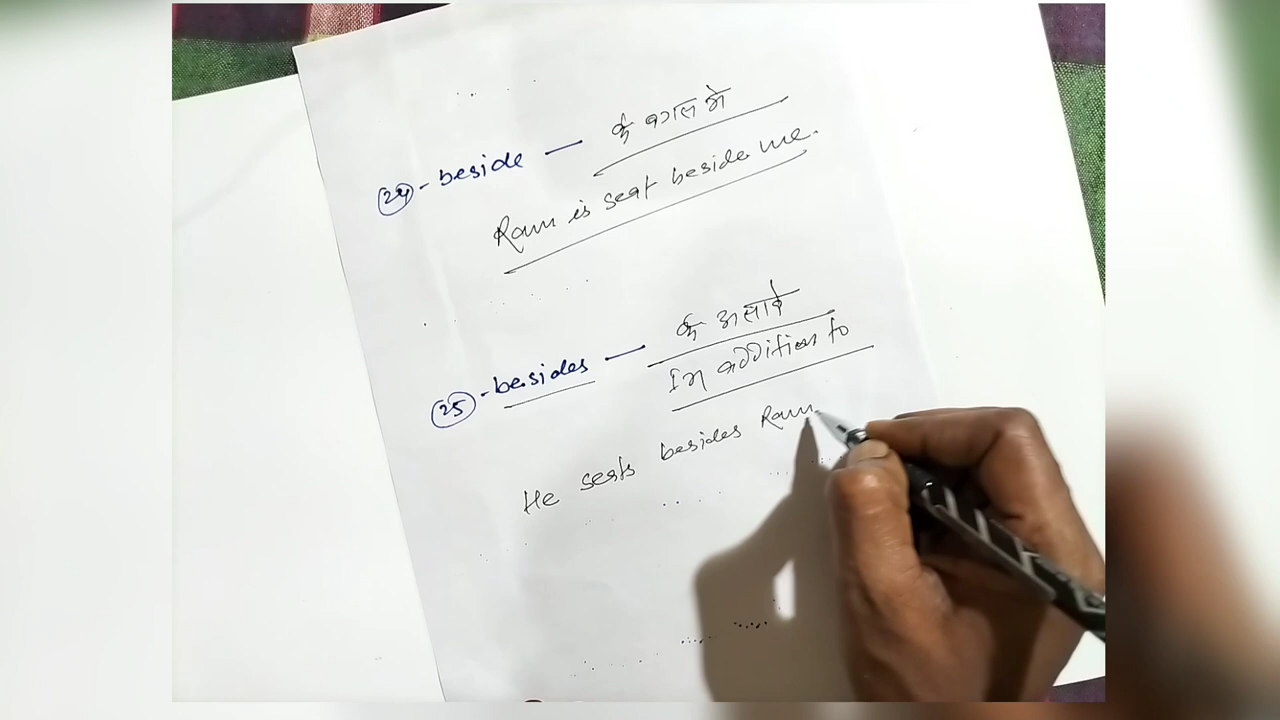 (24) - beside — के बगल मे
Ram is seat beside me.
(25) - besides — के अलावे
In addition to
He seats besides Ram